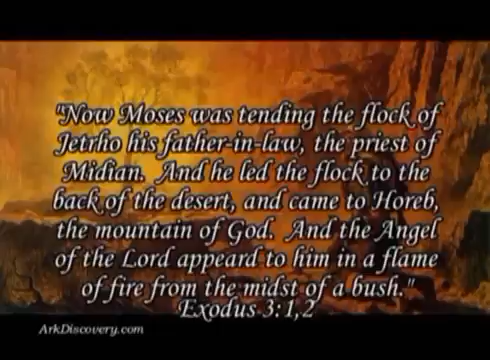 "Now Moses was tending the flock of
Jetrho his father-in-law, the priest of
Midian. And he led the flock to the
back of the desert, and came to Horeb,
the mountain of God. And the Angel
of the Lord appeard to him in a flame
of fire from the midst of a bush."
Exodus 3:1,2
ArkDiscovery.com